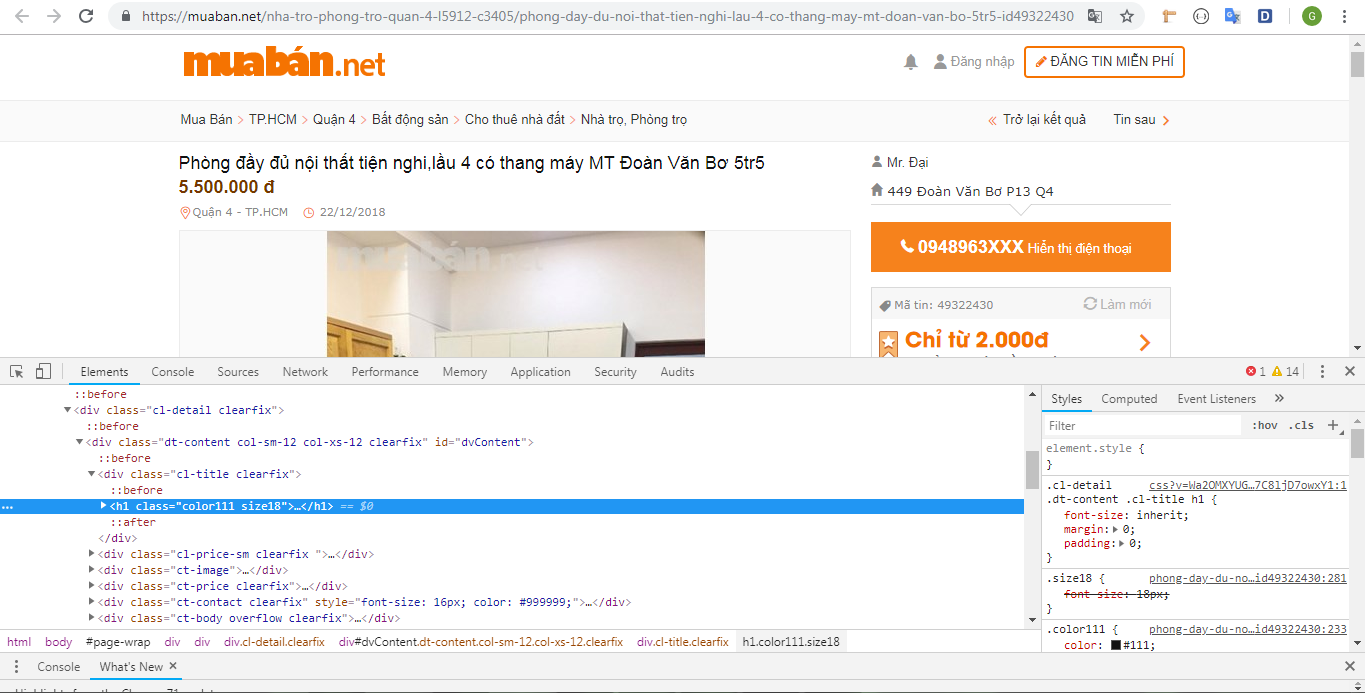 https://muaban.net/nha-tro-phong-tro-quan-4-l5912-c3405/phong-day-du-noi-that-tien-nghi-lau-4-co-thang-may-mt-doan-van-bo-5tr5-id49322430
D
G
muabán.net
Đăng nhập
ĐĂNG TIN MIỄN PHÍ
Mua Bán > TP.HCM > Quận 4 > Bất động sản > Cho thuê nhà đất > Nhà trọ, Phòng trọ
Trở lại kết quả
Tin sau
Phòng đầy đủ nội thất tiện nghi,lầu 4 có thang máy MT Đoàn Văn Bơ 5tr5
5.500.000 đ
Quận 4 - TP.HCM
22/12/2018
muabán.net
Mr. Đại
449 Đoàn Văn Bơ P13 Q4
0948963XXX Hiển thị điện thoại
Mã tin: 49322430
Làm mới
Chỉ từ 2.000đ
Elements Console Sources Network Performance Memory Application Security Audits
1
14
::before
<div class="cl-detail clearfix">
::before
<div class="dt-content col-sm-12 col-xs-12 clearfix" id="dvContent">
::before
<div class="cl-title clearfix">
::before
<h1 class="color111 size18">…</h1> == $0
::after
</div>
<div class="cl-price-sm clearfix ">…</div>
<div class="ct-image">…</div>
<div class="ct-price clearfix">…</div>
<div class="ct-contact clearfix" style="font-size: 16px; color: #999999;">…</div>
<div class="ct-body overflow clearfix">…</div>
html body #page-wrap div div div.cl-detail.clearfix div#dvContent.dt-content.col-sm-12.col-xs-12.clearfix div.cl-title.clearfix h1.color111.size18
Styles Computed Event Listeners »
Filter
:hov .cls +
element.style {
}
.cl-detail css?v=Wa2OMXYUG…7C8ljD7owxY1:1
.dt-content .cl-title h1 {
font-size: inherit;
margin: 0;
padding: 0;
}
.size18 { phong-day-du-no…id49322430:281
font-size: 18px;
}
.color111 { phong-day-du-no…id49322430:233
color: #111;
Console
What's New ×